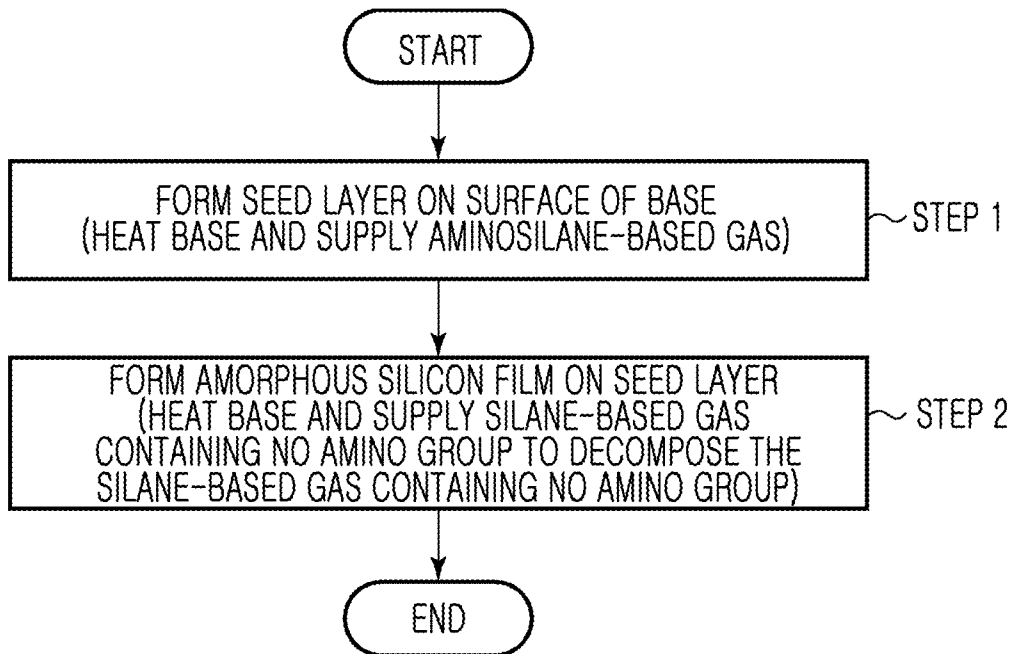 START
FORM SEED LAYER ON SURFACE OF BASE
(HEAT BASE AND SUPPLY AMINOSILANE-BASED GAS)
STEP 1
FORM AMORPHOUS SILICON FILM ON SEED LAYER
(HEAT BASE AND SUPPLY SILANE-BASED GAS
CONTAINING NO AMINO GROUP TO DECOMPOSE THE
SILANE-BASED GAS CONTAINING NO AMINO GROUP)
STEP 2
END